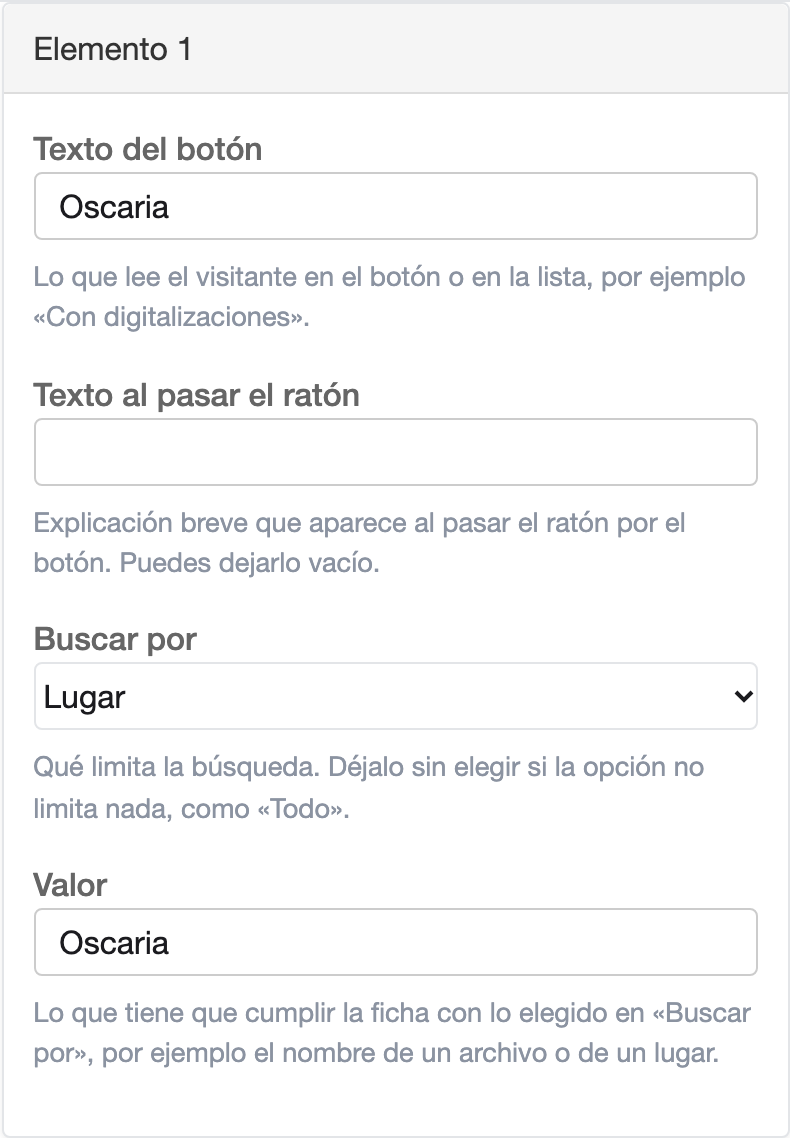 Elemento 1
Texto del botón
Oscaria
Lo que lee el visitante en el botón o en la lista, por ejemplo
«Con digitalizaciones».
Texto al pasar el ratón
Explicación breve que aparece al pasar el ratón por el
botón. Puedes dejarlo vacío.
Buscar por
Lugar
Qué limita la búsqueda. Déjalo sin elegir si la opción no
limita nada, como «Todo».
Valor
Oscaria
Lo que tiene que cumplir la ficha con lo elegido en «Buscar
por», por ejemplo el nombre de un archivo o de un lugar.